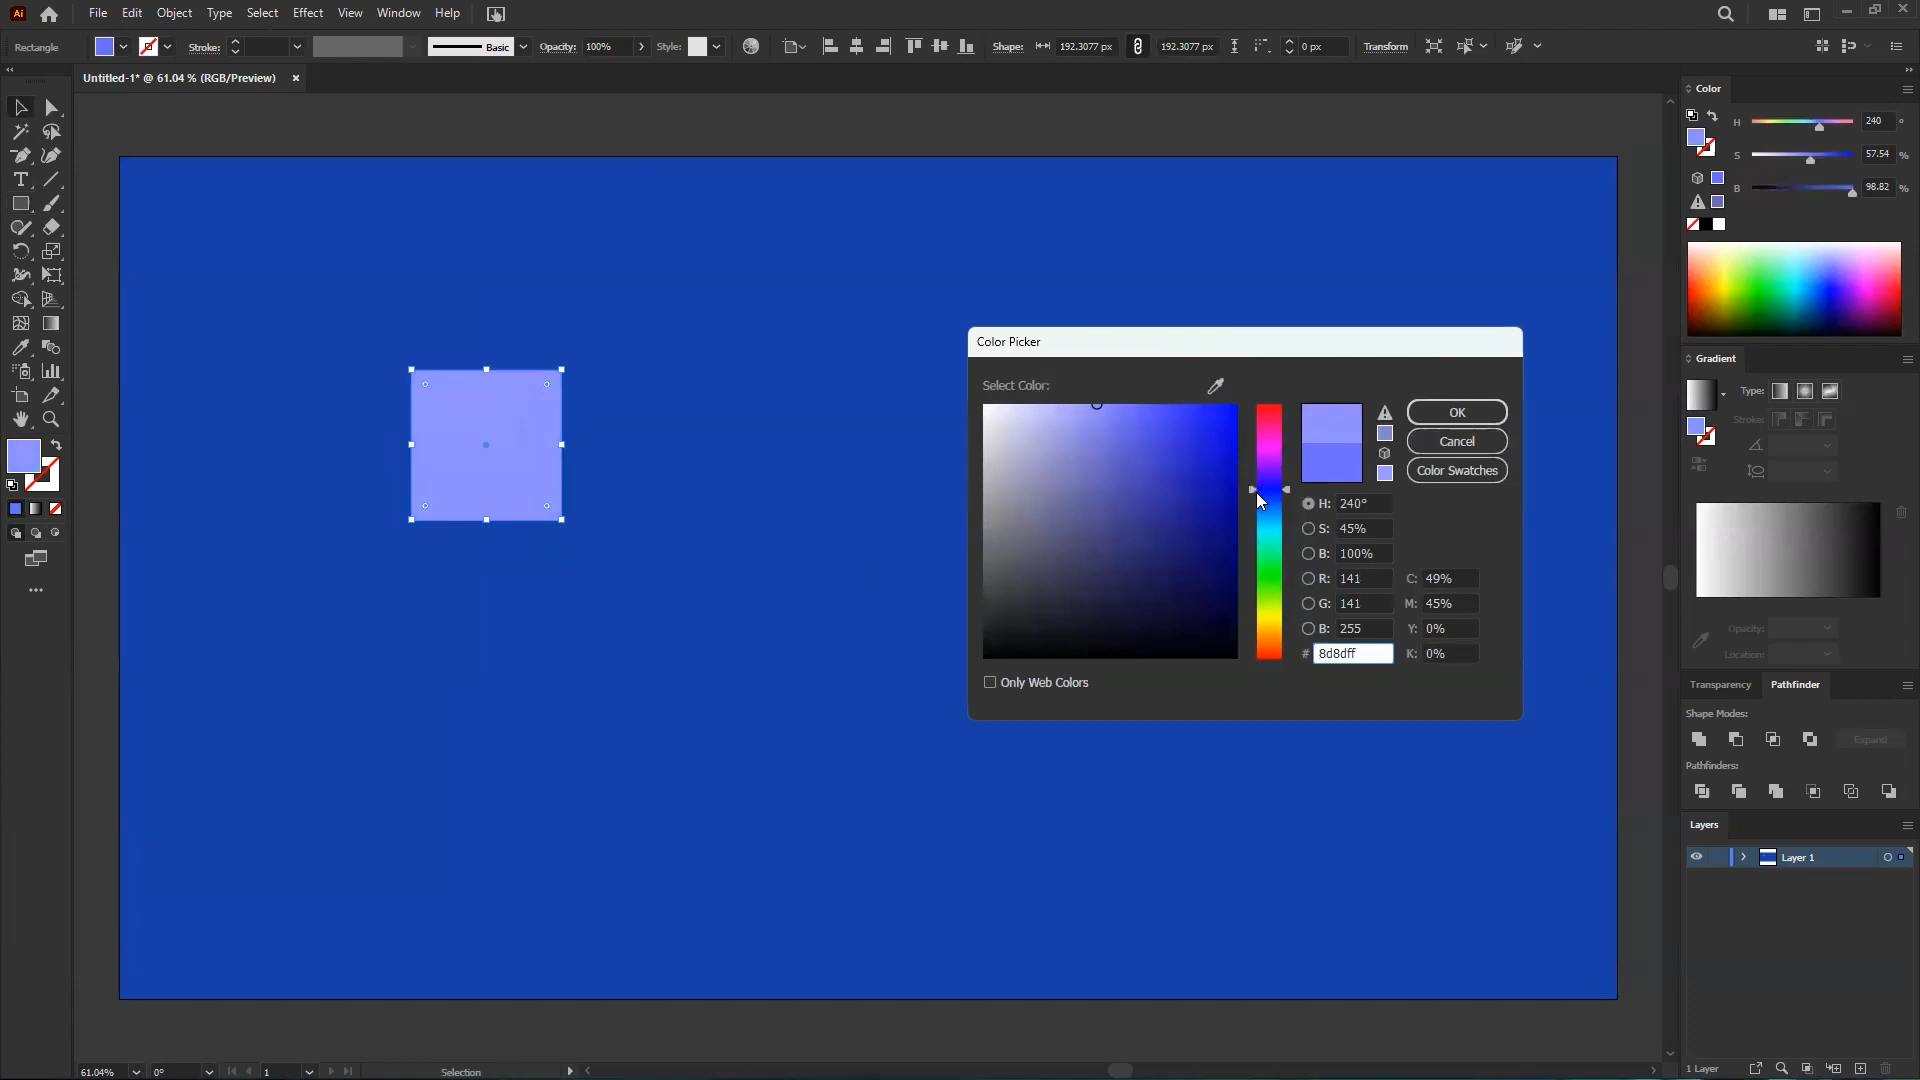 Ai File Edit Object Type Select Effect View Window Help
Rectangle Stroke: Basic Opacity: 100% Style: Shape: 192.3077 px 192.3077 px 0 px Transform
Untitled-1* @ 61.04 % (RGB/Preview) ×
Color
H 240 °
S 57.54 %
B 98.82 %
Gradient
Type:
Stroke:
Opacity:
Location:
Color Picker
Select Color:
OK
Cancel
Color Swatches
H: 240°
S: 45%
B: 100%
R: 141 C: 49%
G: 141 M: 45%
B: 255 Y: 0%
# 8d8dff K: 0%
Only Web Colors
Transparency Pathfinder
Shape Modes:
Expand
Pathfinders:
Layers
Layer 1
1 Layer
61.04% 0° 1 Selection